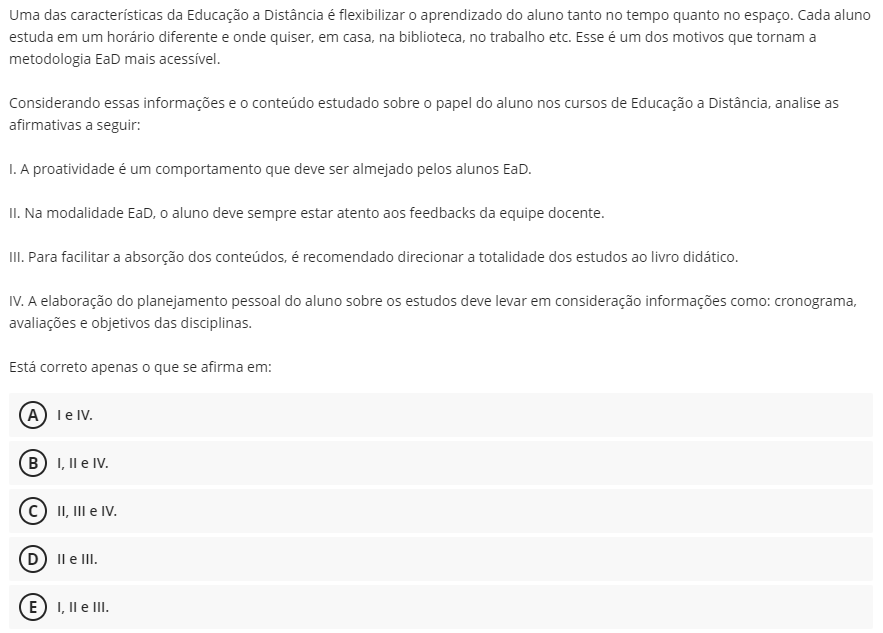 Uma das características da Educação a Distância é flexibilizar o aprendizado do aluno tanto no tempo quanto no espaço. Cada aluno
estuda em um horário diferente e onde quiser, em casa, na biblioteca, no trabalho etc. Esse é um dos motivos que tornam a
metodologia EaD mais acessível.
Considerando essas informações e o conteúdo estudado sobre o papel do aluno nos cursos de Educação a Distância, analise as
afirmativas a seguir:
I. A proatividade é um comportamento que deve ser almejado pelos alunos EaD.
II. Na modalidade EaD, o aluno deve sempre estar atento aos feedbacks da equipe docente.
III. Para facilitar a absorção dos conteúdos, é recomendado direcionar a totalidade dos estudos ao livro didático.
IV. A elaboração do planejamento pessoal do aluno sobre os estudos deve levar em consideração informações como: cronograma,
avaliações e objetivos das disciplinas.
Está correto apenas o que se afirma em:
A I e IV.
B I, II e IV.
C II, III e IV.
D II e III.
E I, II e III.